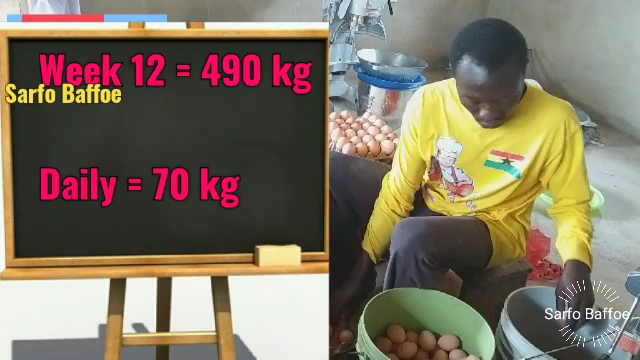 Week 12 = 490 kg
Sarfo Baffoe
Daily = 70 kg
Sarfo Baffoe